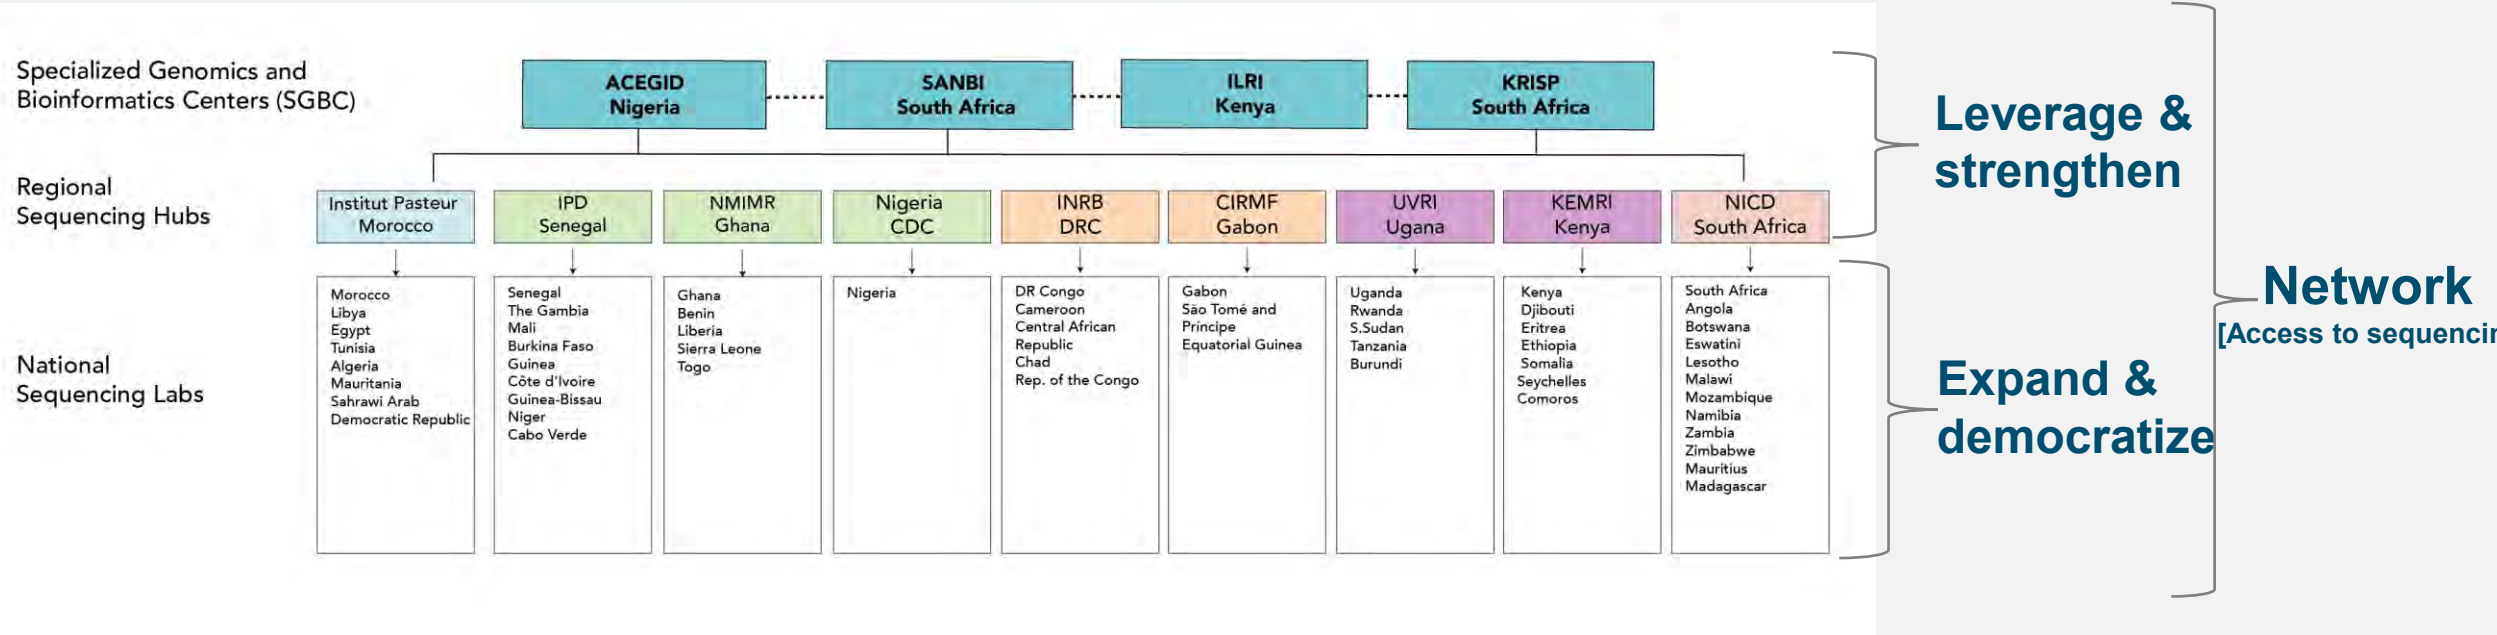 Specialized Genomics and
Bioinformatics Centers (SGBC)
ACEGID
Nigeria
SANBI
South Africa
ILRI
Kenya
KRISP
South Africa
Leverage &
strengthen
Regional
Sequencing Hubs
Institut Pasteur
Morocco
IPD
Senegal
NMIMR
Ghana
Nigeria
CDC
INRB
DRC
CIRMF
Gabon
UVRI
Ugana
KEMRI
Kenya
NICD
South Africa
National
Sequencing Labs
Morocco
Libya
Egypt
Tunisia
Algeria
Mauritania
Sahrawi Arab
Democratic Republic
Senegal
The Gambia
Mali
Burkina Faso
Guinea
Côte d'Ivoire
Guinea-Bissau
Niger
Cabo Verde
Ghana
Benin
Liberia
Sierra Leone
Togo
Nigeria
DR Congo
Cameroon
Central African
Republic
Chad
Rep. of the Congo
Gabon
São Tomé and
Príncipe
Equatorial Guinea
Uganda
Rwanda
S.Sudan
Tanzania
Burundi
Kenya
Djibouti
Eritrea
Ethiopia
Somalia
Seychelles
Comoros
South Africa
Angola
Botswana
Eswatini
Lesotho
Malawi
Mozambique
Namibia
Zambia
Zimbabwe
Mauritius
Madagascar
Expand &
democratize
Network
[Access to